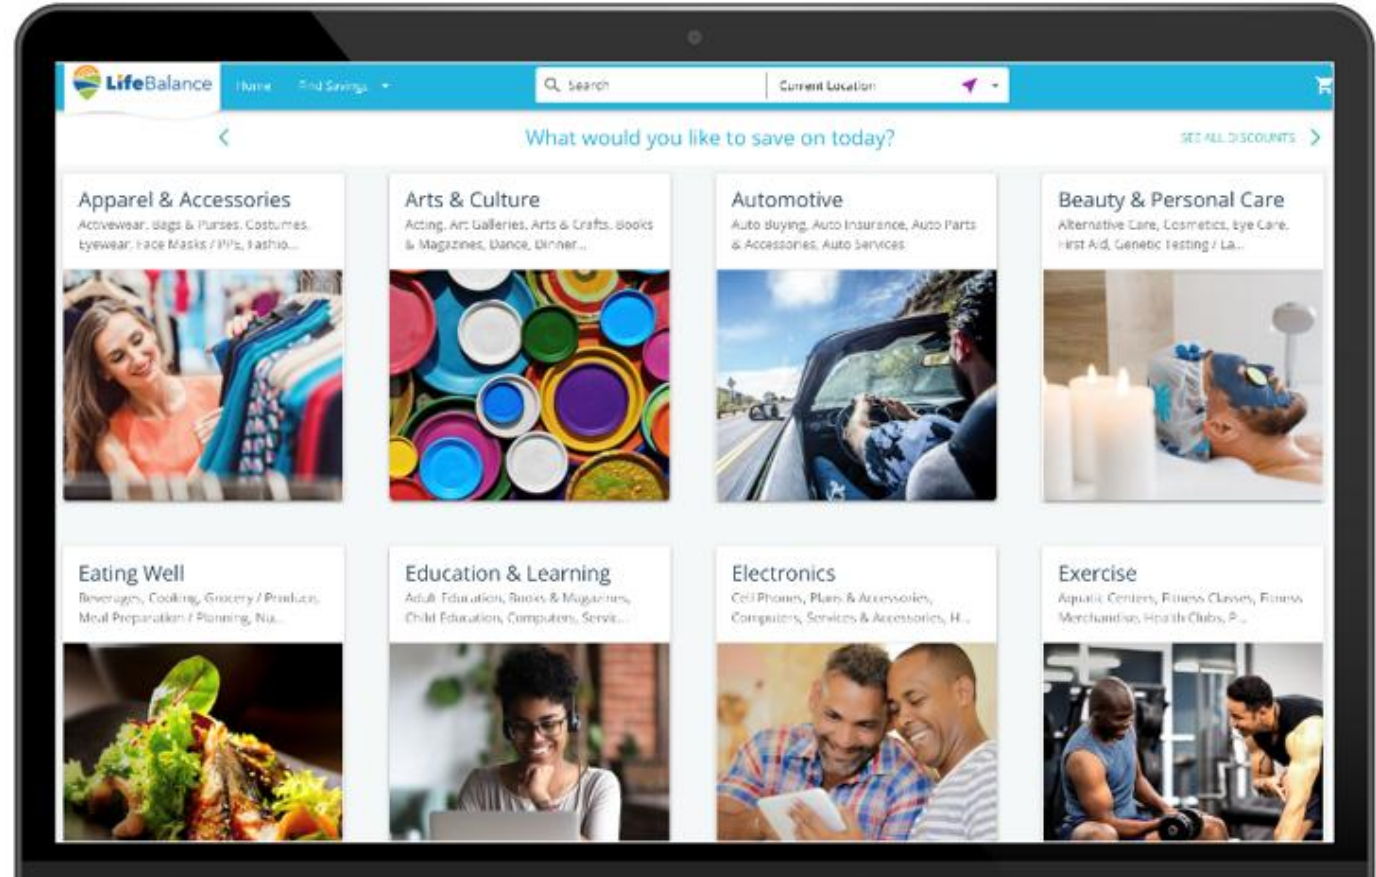 LifeBalance
Home Find Savings
Search
Current Location
What would you like to save on today?
SEE ALL DISCOUNTS
Apparel & Accessories
Activewear, Bags & Purses, Costumes,
Eyewear, Face Masks / PPE, Fashio...
Arts & Culture
Acting, Art Galleries, Arts & Crafts, Books
& Magazines, Dance, Dinner...
Automotive
Auto Buying, Auto Insurance, Auto Parts
& Accessories, Auto Services
Beauty & Personal Care
Alternative Care, Cosmetics, Eye Care,
First Aid, Genetic Testing / La...
Eating Well
Beverages, Cooking, Grocery / Produce,
Meal Preparation / Planning, Nu...
Education & Learning
Adult Education, Books & Magazines,
Child Education, Computers, Servic...
Electronics
Cell Phones, Plans & Accessories,
Computers, Services & Accessories, H...
Exercise
Aquatic Centers, Fitness Classes, Fitness
Merchandise, Health Clubs, P...